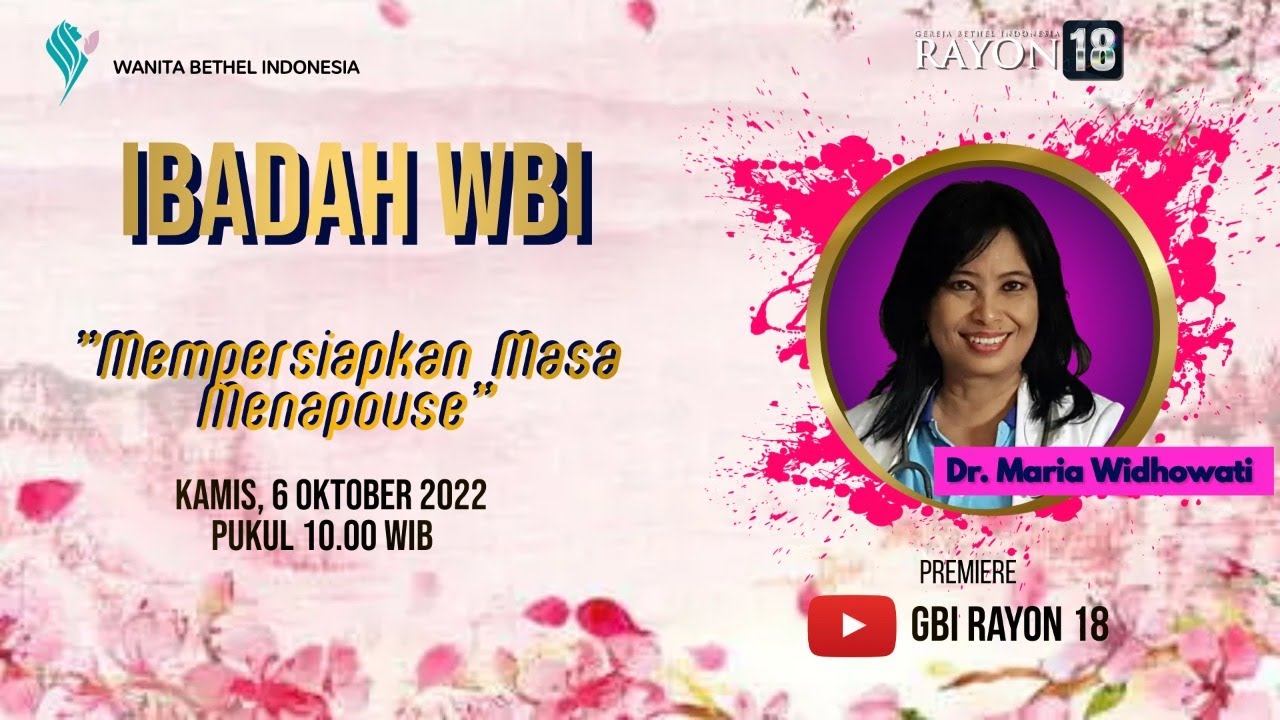 WANITA BETHEL INDONESIA
GEREJA BETHEL INDONESIA
RAYON 18
IBADAH WBI
"Mempersiapkan Masa
Menapouse"
KAMIS, 6 OKTOBER 2022
PUKUL 10.00 WIB
Dr. Maria Widhowati
PREMIERE
GBI RAYON 18